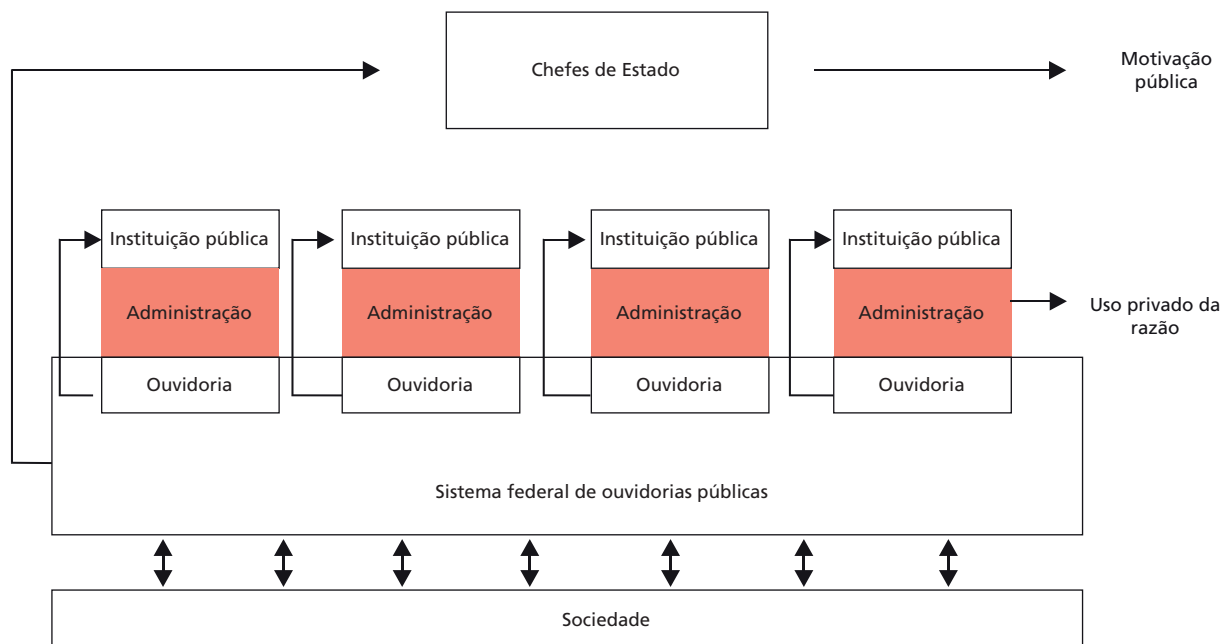 Chefes de Estado
Motivação
pública
Instituição pública
Instituição pública
Instituição pública
Instituição pública
Administração
Administração
Administração
Administração
Uso privado da
razão
Ouvidoria
Ouvidoria
Ouvidoria
Ouvidoria
Sistema federal de ouvidorias públicas
Sociedade